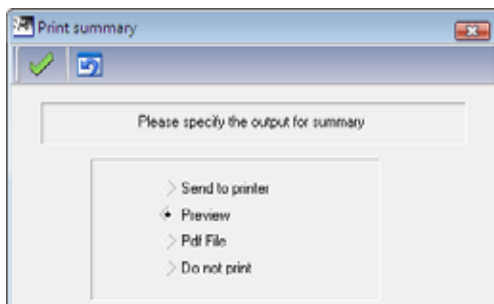 Print summary
Please specify the output for summary
Send to printer
Preview
Pdf File
Do not print